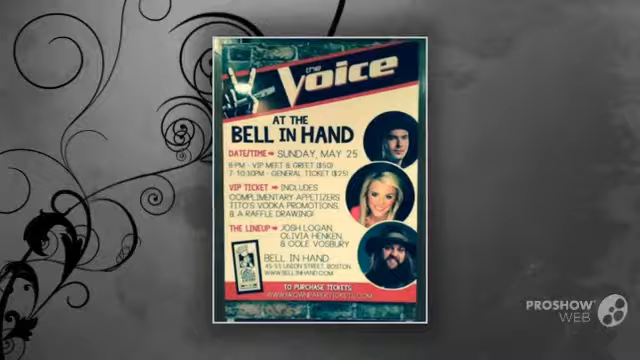 THE
Voice
AT THE
BELL IN HAND
DATE/TIME SUNDAY, MAY 25
6 PM - VIP MEET & GREET ($50)
7-10:30PM - GENERAL TICKET ($25)
VIP TICKET INCLUDES
COMPLIMENTARY APPETIZERS
TITO'S VODKA PROMOTIONS,
& A RAFFLE DRAWING!
THE LINEUP JOSH LOGAN,
OLIVIA HENKEN,
& COLE VOSBURY
BELL IN HAND
45-55 UNION STREET, BOSTON
WWW.BELLINHAND.COM
TO PURCHASE TICKETS
PROSHOW
WEB